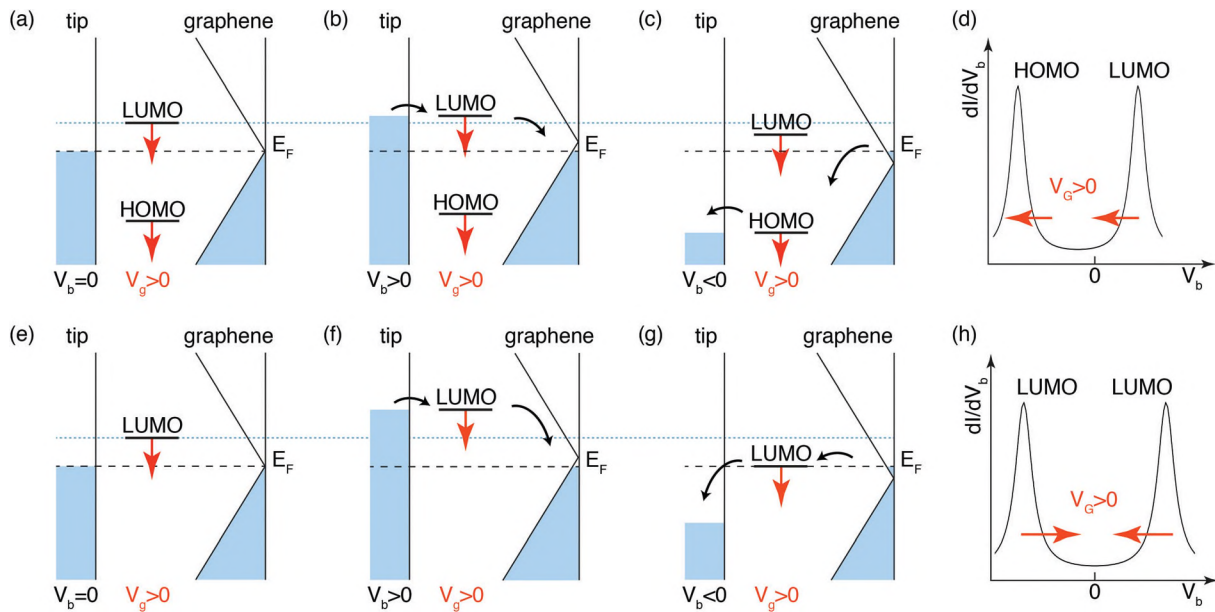 (a)
tip
graphene
LUMO
E_F
HOMO
V_b=0
V_g>0
(b)
tip
graphene
LUMO
E_F
HOMO
V_b>0
V_g>0
(c)
tip
graphene
LUMO
E_F
HOMO
V_b<0
V_g>0
(d)
dI/dV_b
HOMO
LUMO
V_G>0
0
V_b
(e)
tip
graphene
LUMO
E_F
V_b=0
V_g>0
(f)
tip
graphene
LUMO
E_F
V_b>0
V_g>0
(g)
tip
graphene
LUMO
E_F
V_b<0
V_g>0
(h)
dI/dV_b
LUMO
LUMO
V_G>0
0
V_b